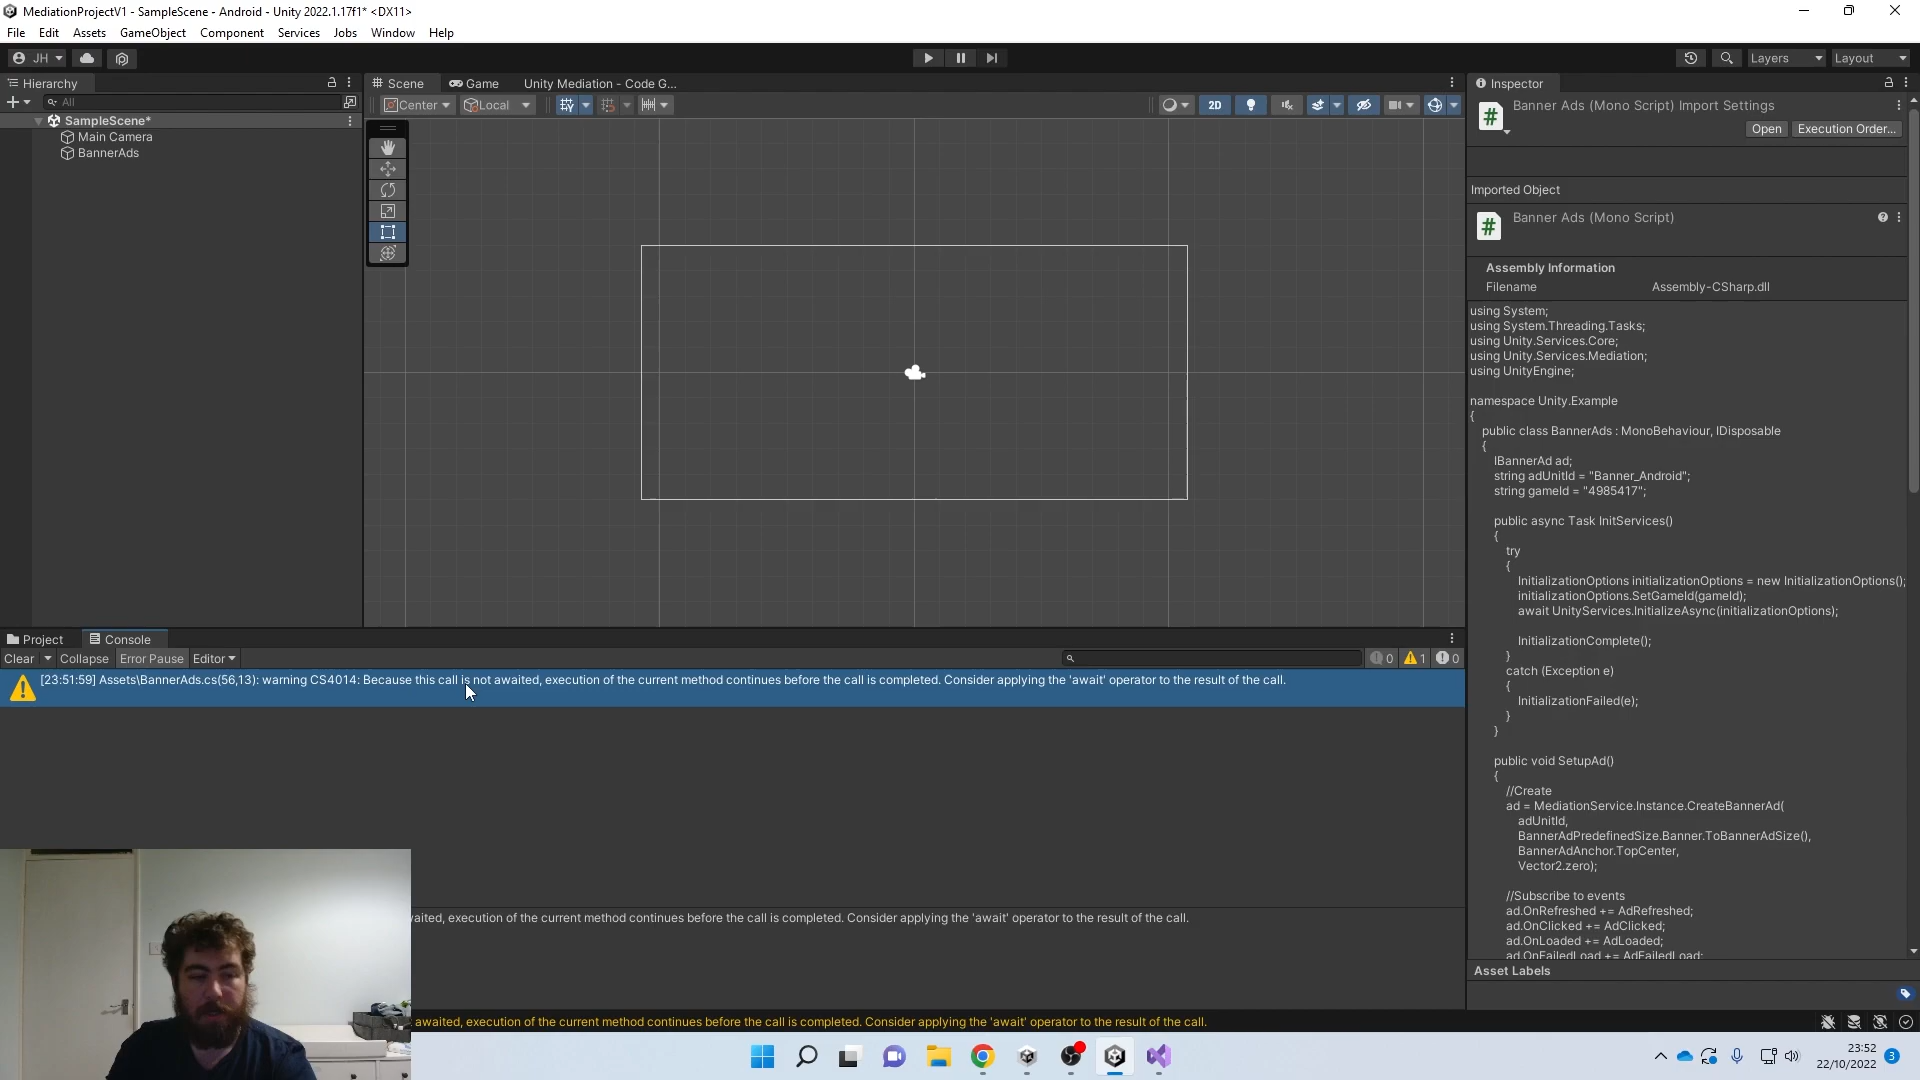 MediationProjectV1 - SampleScene - Android - Unity 2022.1.17f1* <DX11>
File Edit Assets GameObject Component Services Jobs Window Help
JH
Layers
Layout
Hierarchy
All
SampleScene*
Main Camera
BannerAds
Scene
Game
Unity Mediation - Code G...
Center
Local
2D
Inspector
Banner Ads (Mono Script) Import Settings
Open
Execution Order...
Imported Object
Banner Ads (Mono Script)
Assembly Information
Filename Assembly-CSharp.dll
using System;
using System.Threading.Tasks;
using Unity.Services.Core;
using Unity.Services.Mediation;
using UnityEngine;
namespace Unity.Example
{
public class BannerAds : MonoBehaviour, IDisposable
{
IBannerAd ad;
string adUnitId = "Banner_Android";
string gameId = "4985417";
public async Task InitServices()
{
try
{
InitializationOptions initializationOptions = new InitializationOptions();
initializationOptions.SetGameId(gameId);
await UnityServices.InitializeAsync(initializationOptions);
InitializationComplete();
}
catch (Exception e)
{
InitializationFailed(e);
}
}
public void SetupAd()
{
//Create
ad = MediationService.Instance.CreateBannerAd(
adUnitId,
BannerAdPredefinedSize.Banner.ToBannerAdSize(),
BannerAdAnchor.TopCenter,
Vector2.zero);
//Subscribe to events
ad.OnRefreshed += AdRefreshed;
ad.OnClicked += AdClicked;
ad.OnLoaded += AdLoaded;
ad.OnFailedLoad += AdFailedLoad;
Asset Labels
Project
Console
Clear
Collapse
Error Pause
Editor
0
1
0
[23:51:59] Assets\BannerAds.cs(56,13): warning CS4014: Because this call is not awaited, execution of the current method continues before the call is completed. Consider applying the 'await' operator to the result of the call.
waited, execution of the current method continues before the call is completed. Consider applying the 'await' operator to the result of the call.
awaited, execution of the current method continues before the call is completed. Consider applying the 'await' operator to the result of the call.
23:52
22/10/2022
3